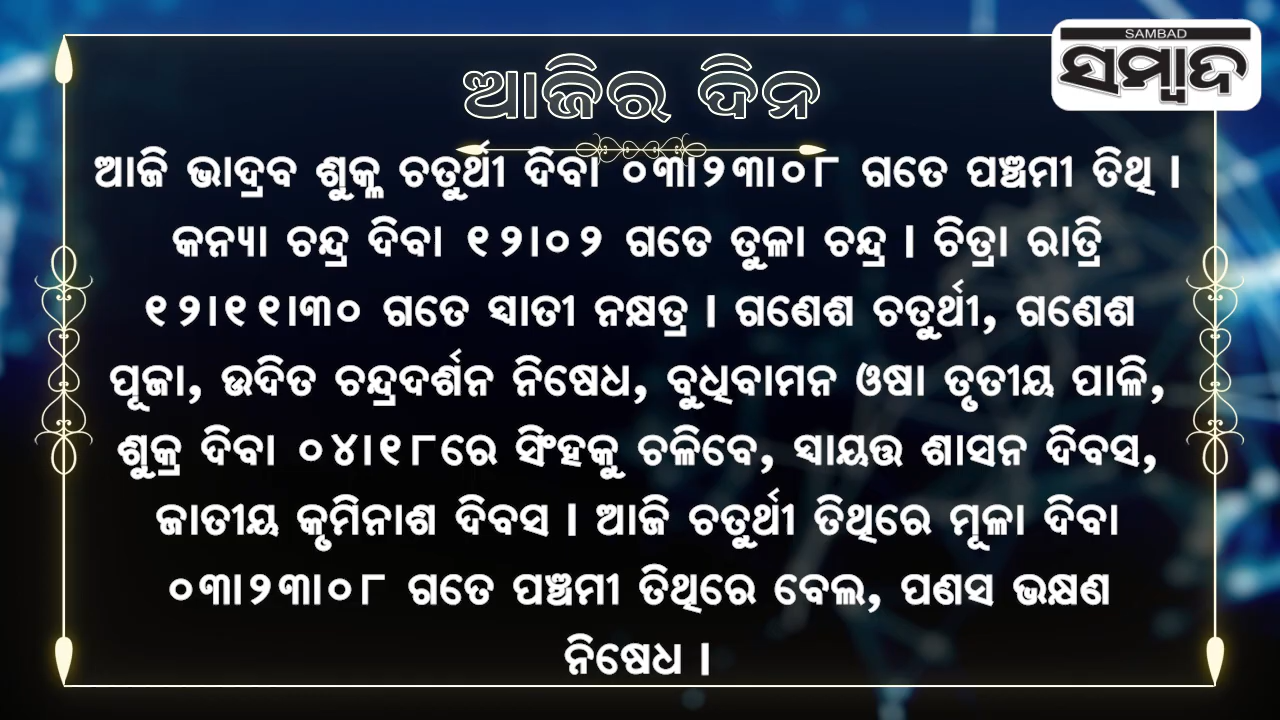 SAMBAD
ସମ୍ବାଦ
ଆଜିର ଦିନ
ଆଜି ଭାଦ୍ରବ ଶୁକ୍ଳ ଚତୁର୍ଥୀ ଦିବା ୦୩।୨୩।୦୮ ଗତେ ପଞ୍ଚମୀ ତିଥି ।
କନ୍ୟା ଚନ୍ଦ୍ର ଦିବା ୧୨।୦୨ ଗତେ ତୁଳା ଚନ୍ଦ୍ର । ଚିତ୍ରା ରାତ୍ରି
୧୨।୧୧।୩୦ ଗତେ ସ୍ୱାତୀ ନକ୍ଷତ୍ର । ଗଣେଶ ଚତୁର୍ଥୀ, ଗଣେଶ
ପୂଜା, ଉଦିତ ଚନ୍ଦ୍ରଦର୍ଶନ ନିଷେଧ, ବୁଧିବାମନ ଓଷା ତୃତୀୟ ପାଳି,
ଶୁକ୍ର ଦିବା ୦୪।୧୮ରେ ସିଂହକୁ ଚଳିବେ, ସ୍ୱାୟତ୍ତ ଶାସନ ଦିବସ,
ଜାତୀୟ କୃମିନାଶ ଦିବସ । ଆଜି ଚତୁର୍ଥୀ ତିଥିରେ ମୂଳା ଦିବା
୦୩।୨୩।୦୮ ଗତେ ପଞ୍ଚମୀ ତିଥିରେ ବେଲ, ପଣସ ଭକ୍ଷଣ
ନିଷେଧ ।